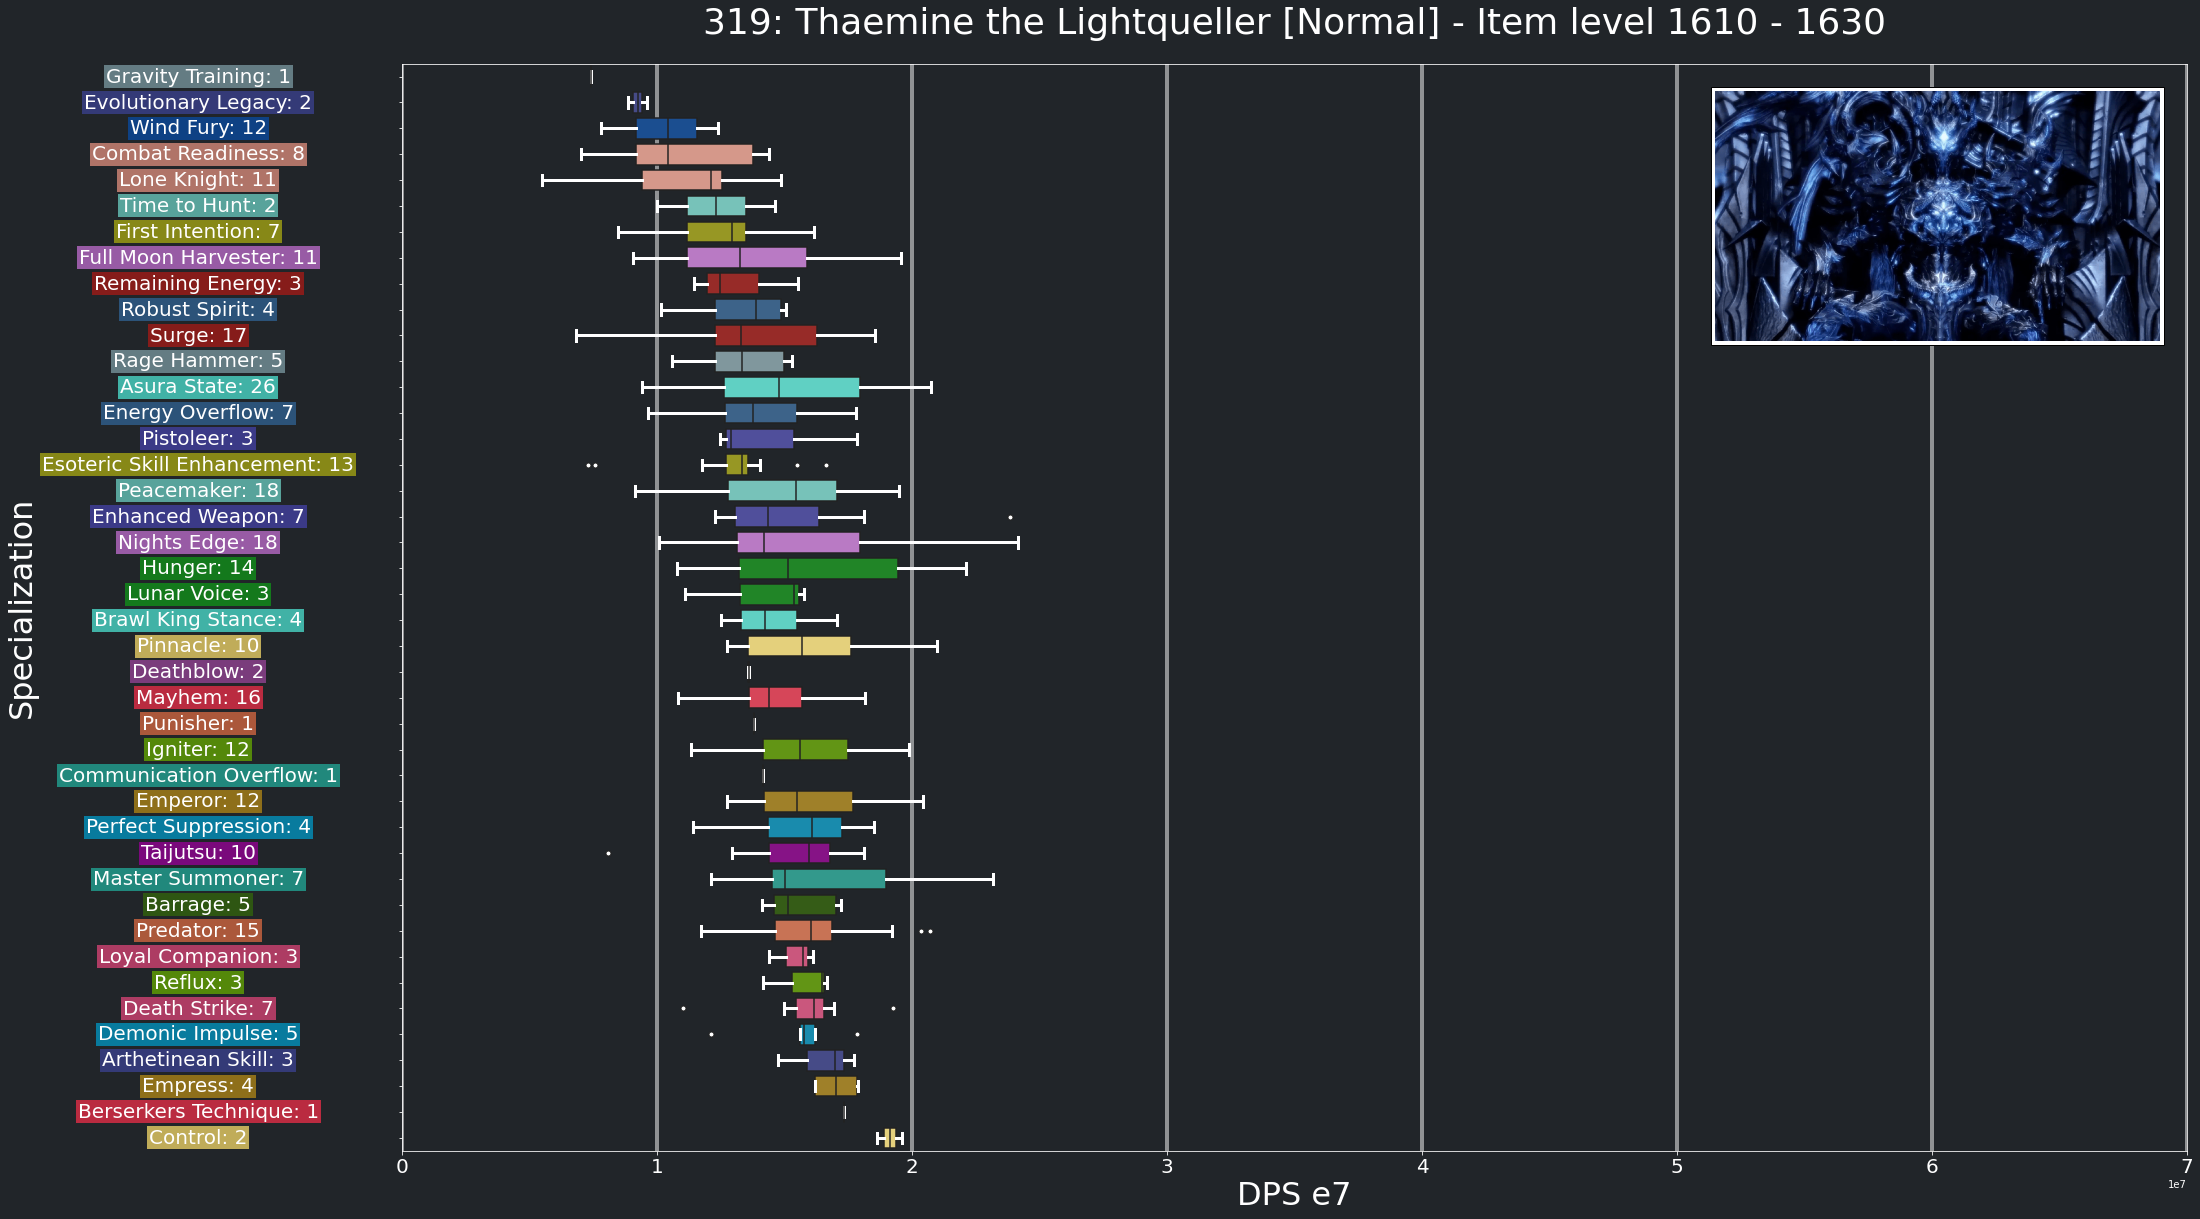 319: Thaemine the Lightqueller [Normal] - Item level 1610 - 1630
Specialization
Gravity Training: 1
Evolutionary Legacy: 2
Wind Fury: 12
Combat Readiness: 8
Lone Knight: 11
Time to Hunt: 2
First Intention: 7
Full Moon Harvester: 11
Remaining Energy: 3
Robust Spirit: 4
Surge: 17
Rage Hammer: 5
Asura State: 26
Energy Overflow: 7
Pistoleer: 3
Esoteric Skill Enhancement: 13
Peacemaker: 18
Enhanced Weapon: 7
Nights Edge: 18
Hunger: 14
Lunar Voice: 3
Brawl King Stance: 4
Pinnacle: 10
Deathblow: 2
Mayhem: 16
Punisher: 1
Igniter: 12
Communication Overflow: 1
Emperor: 12
Perfect Suppression: 4
Taijutsu: 10
Master Summoner: 7
Barrage: 5
Predator: 15
Loyal Companion: 3
Reflux: 3
Death Strike: 7
Demonic Impulse: 5
Arthetinean Skill: 3
Empress: 4
Berserkers Technique: 1
Control: 2
0 1 2 3 4 5 6 7
1e7
DPS e7